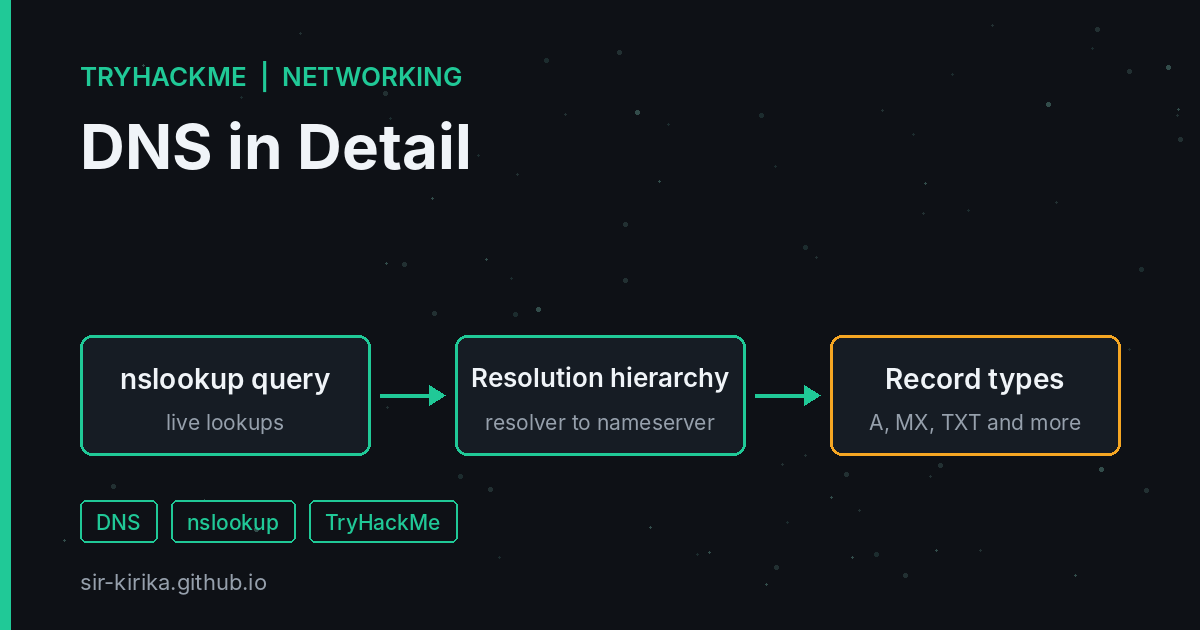 TRYHACKME | NETWORKING
DNS in Detail
nslookup query
live lookups
Resolution hierarchy
resolver to nameserver
Record types
A, MX, TXT and more
DNS
nslookup
TryHackMe
sir-kirika.github.io